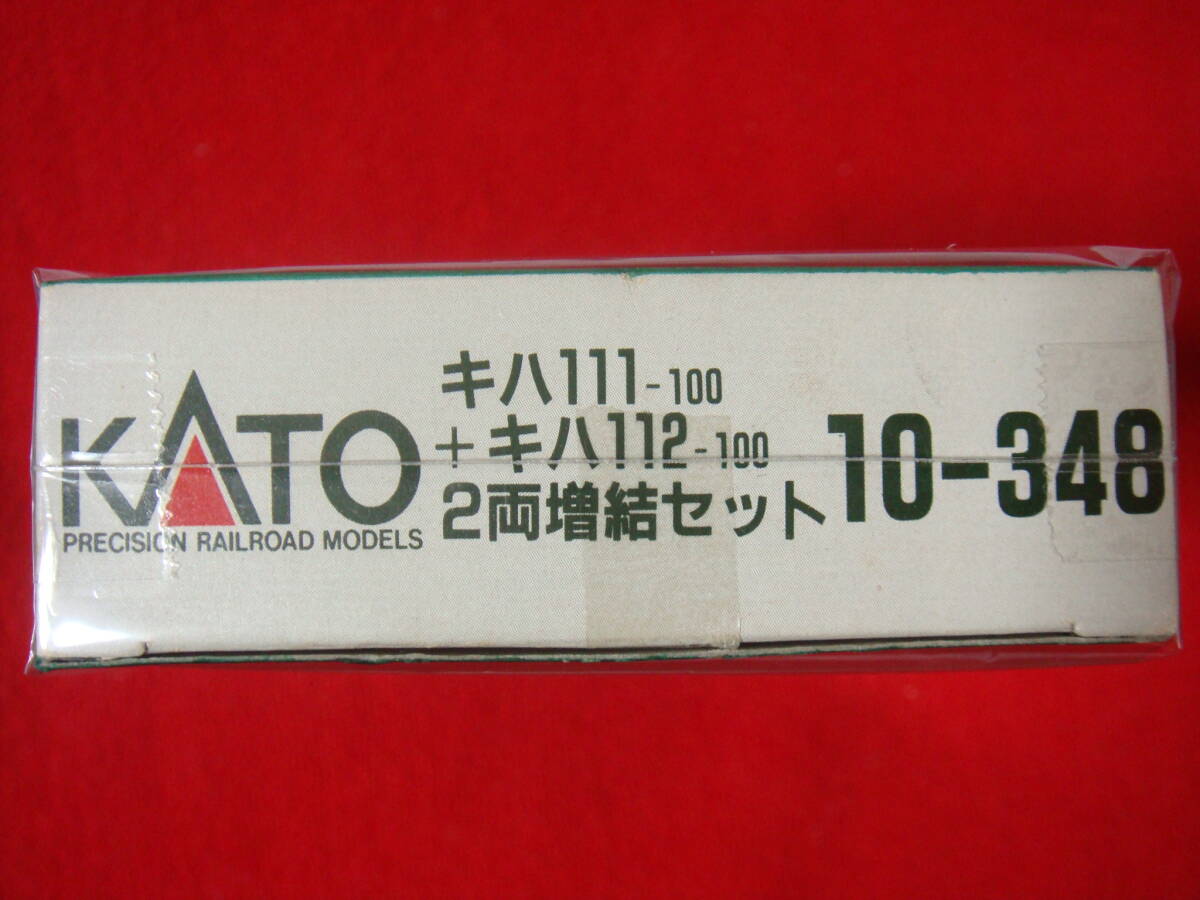 KATO
PRECISION RAILROAD MODELS
キハ111-100
+キハ112-100
2両増結セット
10-348